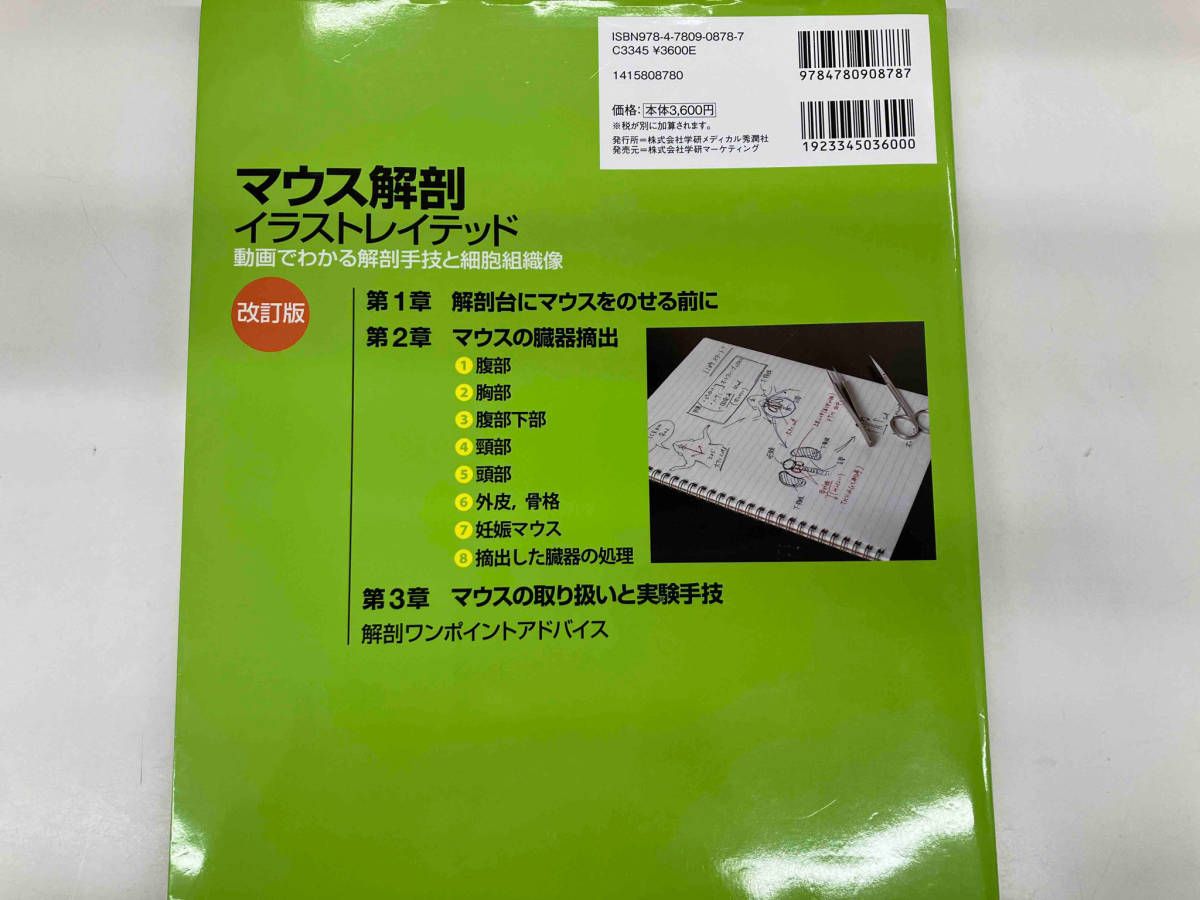 ISBN978-4-7809-0878-7
C3345 ¥3600E
1415808780
9784780908787
価格: 本体3,600円
※税が別に加算されます。
発行所=株式会社学研メディカル秀潤社
発売元=株式会社学研マーケティング
1923345036000
マウス解剖
イラストレイテッド
動画でわかる解剖手技と細胞組織像
改訂版
第1章 解剖台にマウスをのせる前に
第2章 マウスの臓器摘出
1 腹部
2 胸部
3 腹部下部
4 頸部
5 頭部
6 外皮，骨格
7 妊娠マウス
8 摘出した臓器の処理
第3章 マウスの取り扱いと実験手技
解剖ワンポイントアドバイス